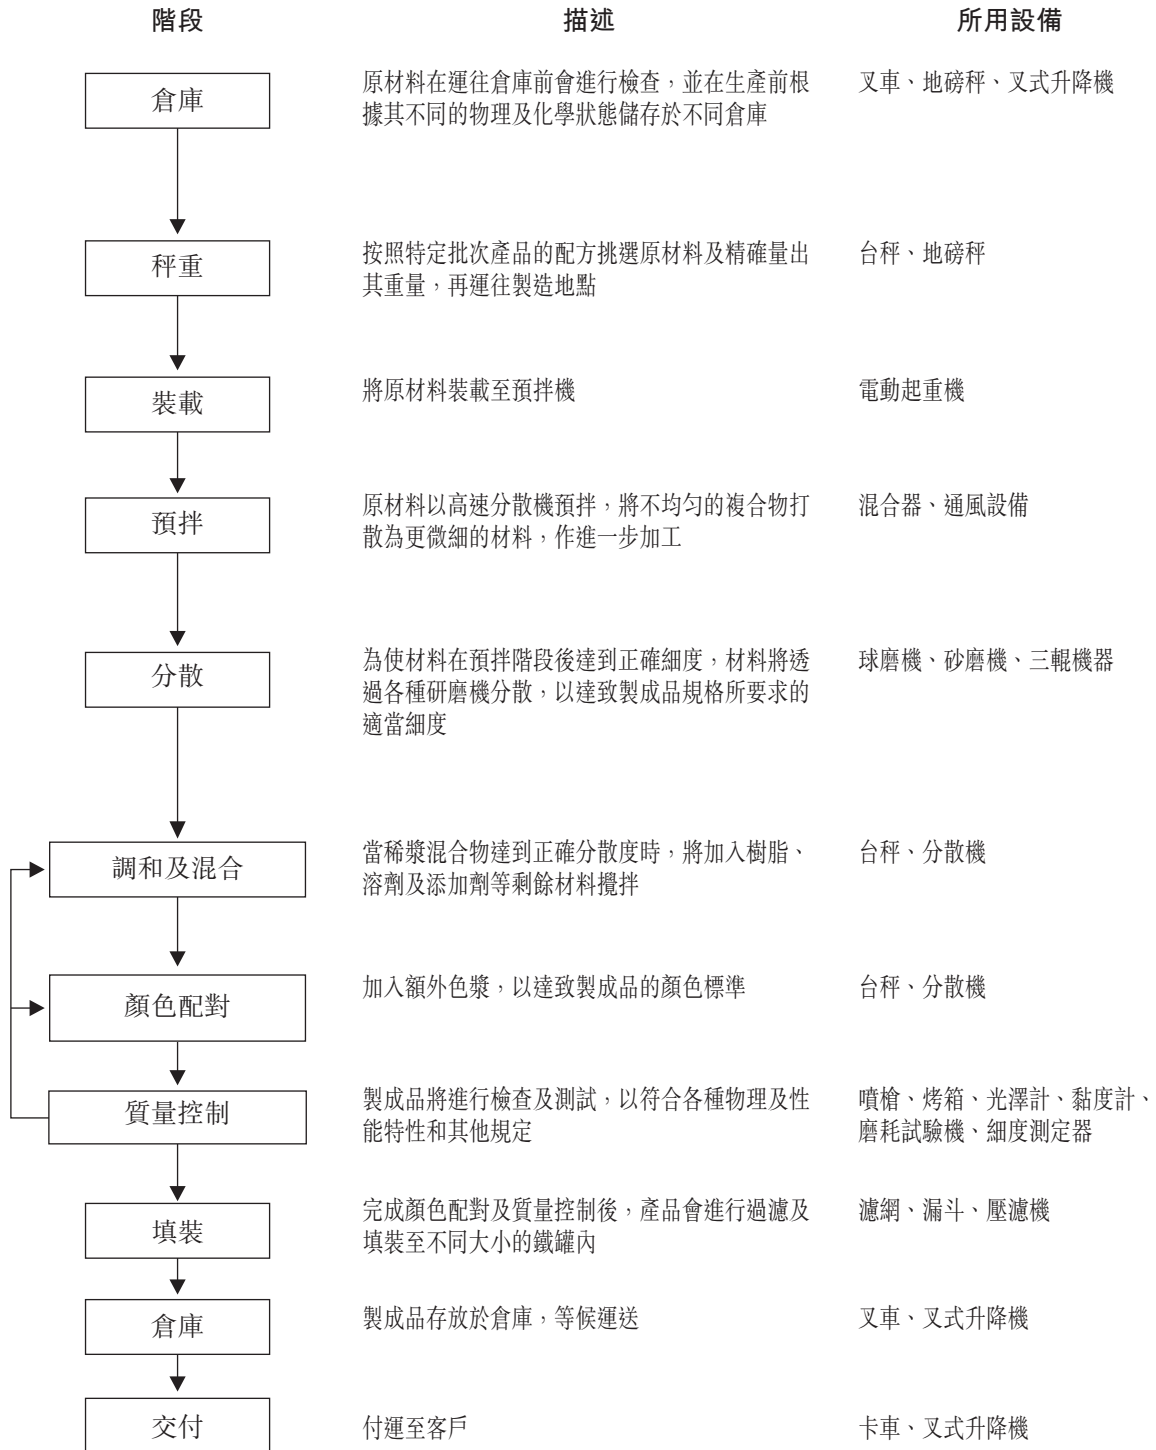 階段 描述 所用設備
倉庫 原材料在運往倉庫前會進行檢查，並在生產前根 叉車、地磅秤、叉式升降機
據其不同的物理及化學狀態儲存於不同倉庫
秤重 按照特定批次產品的配方挑選原材料及精確量出 台秤、地磅秤
其重量，再運往製造地點
裝載 將原材料裝載至預拌機 電動起重機
預拌 原材料以高速分散機預拌，將不均勻的複合物打 混合器、通風設備
散為更微細的材料，作進一步加工
分散 為使材料在預拌階段後達到正確細度，材料將透 球磨機、砂磨機、三輥機器
過各種研磨機分散，以達致製成品規格所要求的
適當細度
調和及混合 當稀漿混合物達到正確分散度時，將加入樹脂、 台秤、分散機
溶劑及添加劑等剩餘材料攪拌
顏色配對 加入額外色漿，以達致製成品的顏色標準 台秤、分散機
質量控制 製成品將進行檢查及測試，以符合各種物理及性 噴槍、烤箱、光澤計、黏度計、
能特性和其他規定 磨耗試驗機、細度測定器
填裝 完成顏色配對及質量控制後，產品會進行過濾及 濾網、漏斗、壓濾機
填裝至不同大小的鐵罐內
倉庫 製成品存放於倉庫，等候運送 叉車、叉式升降機
交付 付運至客戶 卡車、叉式升降機